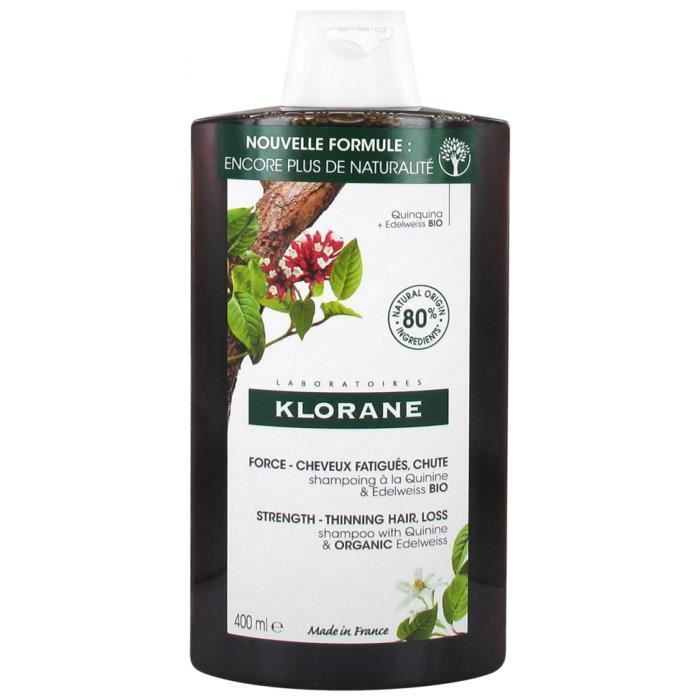 NOUVELLE FORMULE :
ENCORE PLUS DE NATURALITÉ
Quinquina
+ Edelweiss BIO
NATURAL ORIGIN
80%
INGREDIENTS*
LABORATOIRES
KLORANE
FORCE - CHEVEUX FATIGUÉS, CHUTE
shampoing à la Quinine
& Edelweiss BIO
STRENGTH - THINNING HAIR, LOSS
shampoo with Quinine
& ORGANIC Edelweiss
400 ml e
Made in France